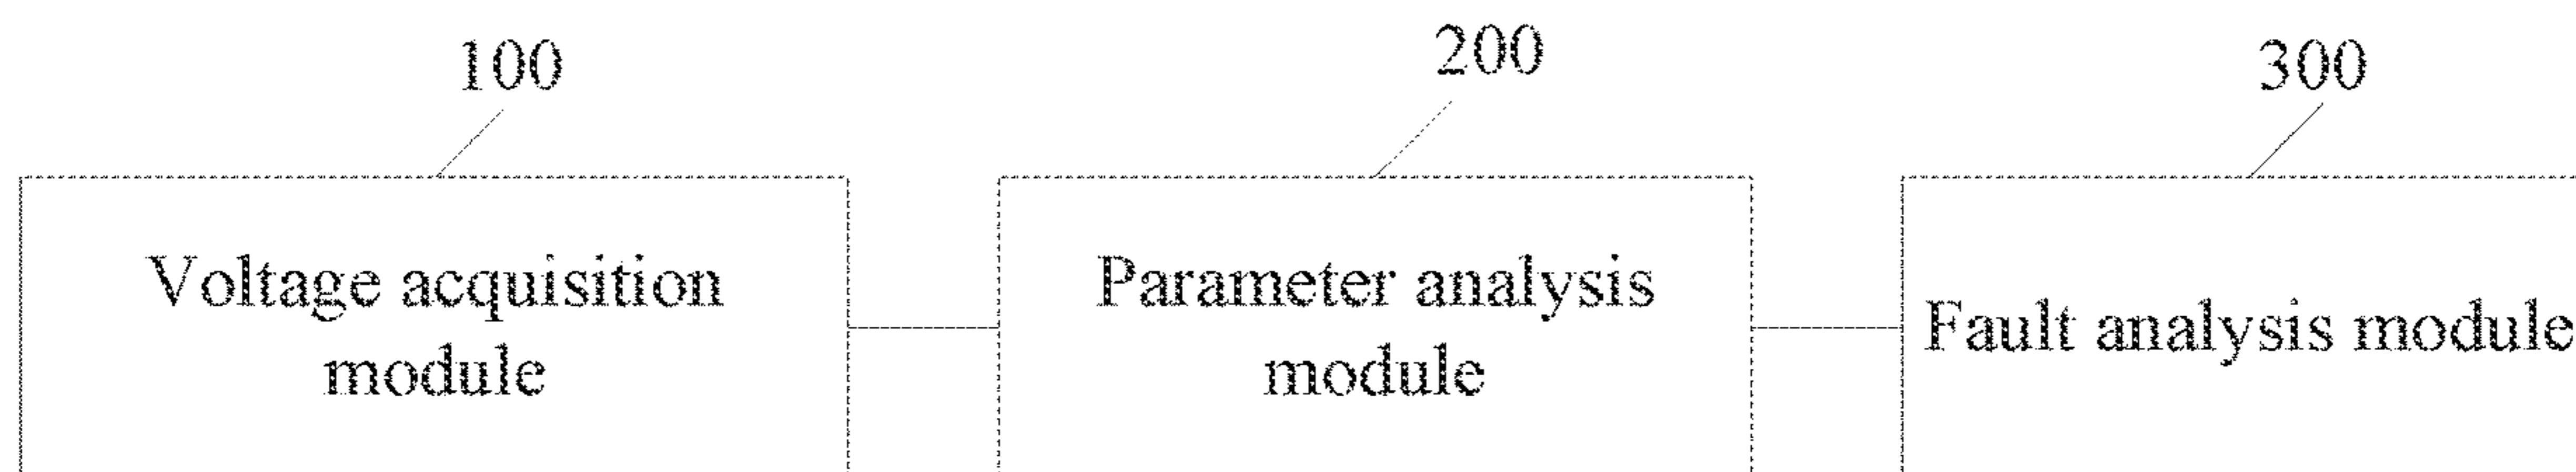 100
200
300
Voltage acquisition
module
Parameter analysis
module
Fault analysis module